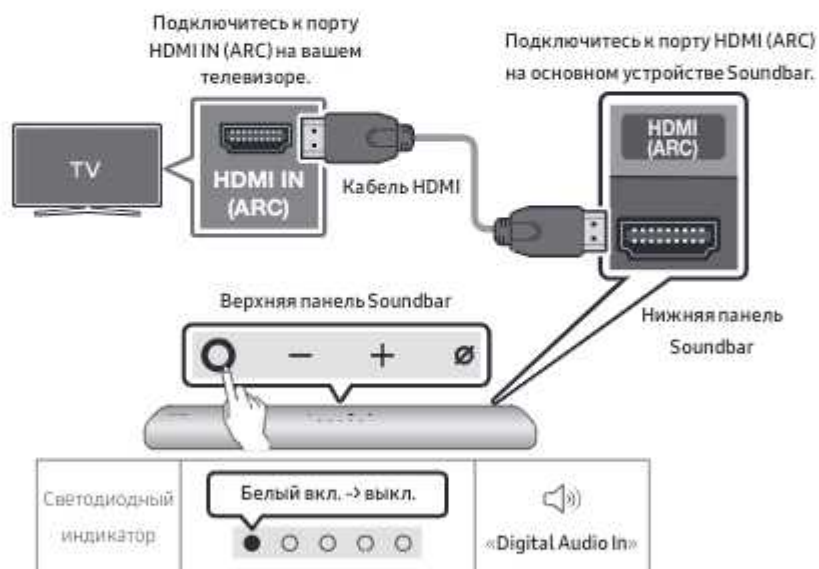 Подключитесь к порту
HDMI IN (ARC) на вашем
телевизоре.
Подключитесь к порту HDMI (ARC)
на основном устройстве Soundbar.
TV
HDMI IN
(ARC)
Кабель HDMI
HDMI
(ARC)
Верхняя панель Soundbar
Нижняя панель
Soundbar
Светодиодный
индикатор
Белый вкл. -> выкл.
«Digital Audio In»